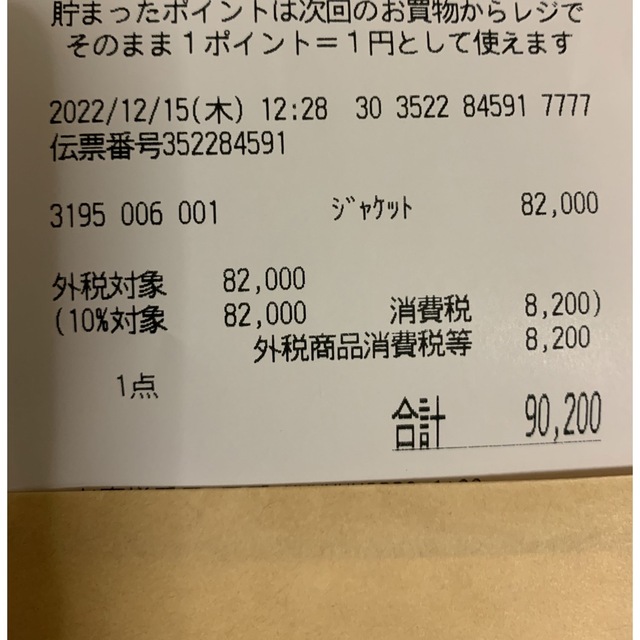 貯まったポイントは次回のお買物からレジで
そのまま1ポイント＝1円として使えます
2022/12/15(木) 12:28 30 3522 84591 7777
伝票番号352284591
3195 006 001 ｼﾞｬｹｯﾄ 82,000
外税対象 82,000
(10%対象 82,000 消費税 8,200)
外税商品消費税等 8,200
1点
合計 90,200